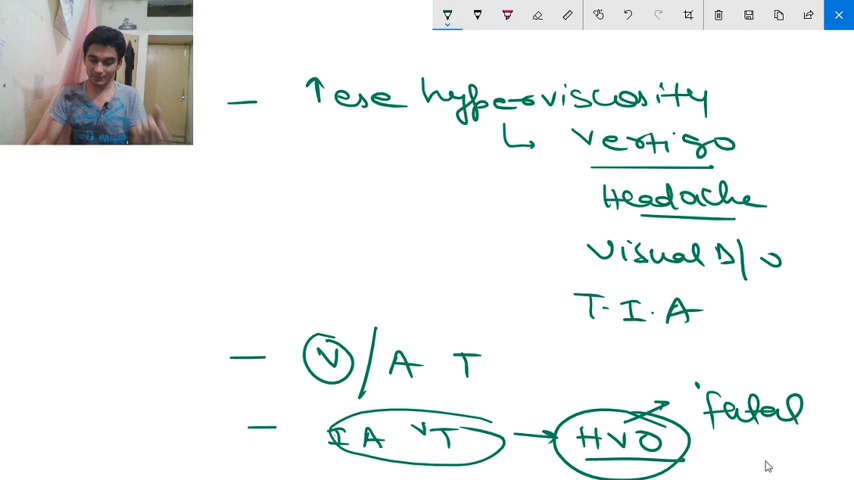 — ↑ese hyperviscosity
↳ Vertigo
Headache
Visual D/o
T.I.A
— V/A T
— IA VT → HVO ↗ fatal